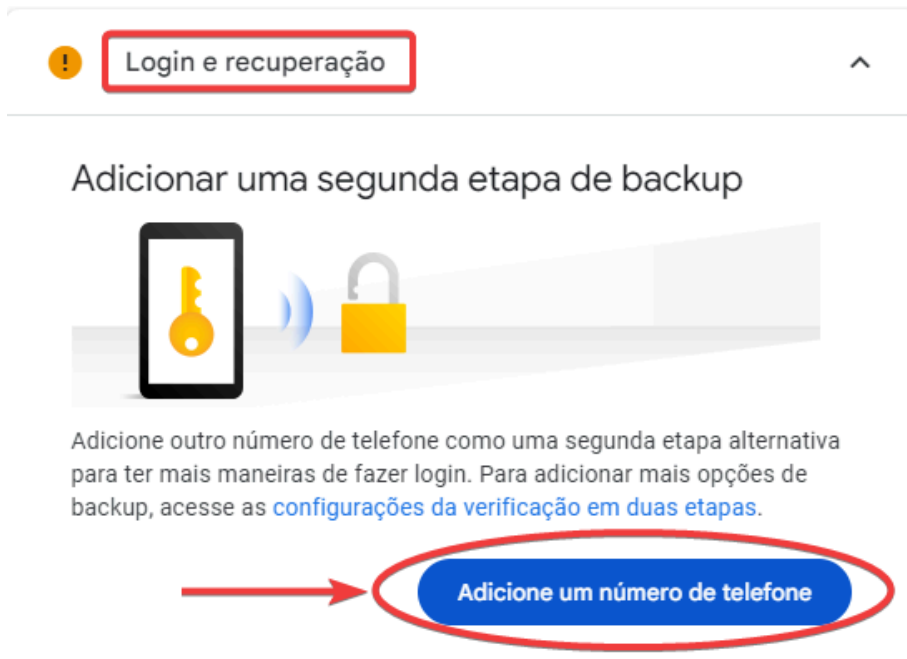 Login e recuperação
Adicionar uma segunda etapa de backup
Adicione outro número de telefone como uma segunda etapa alternativa
para ter mais maneiras de fazer login. Para adicionar mais opções de
backup, acesse as configurações da verificação em duas etapas.
Adicione um número de telefone